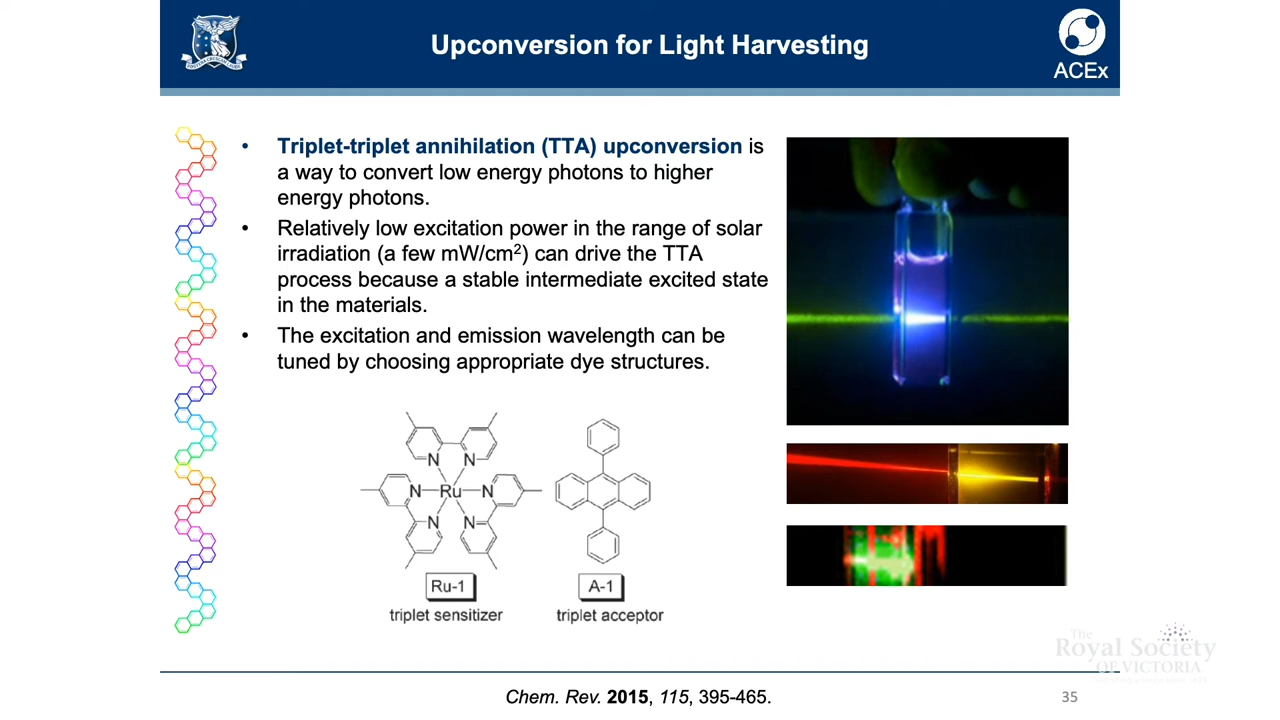 Upconversion for Light Harvesting
ACEx
• Triplet-triplet annihilation (TTA) upconversion is
a way to convert low energy photons to higher
energy photons.
• Relatively low excitation power in the range of solar
irradiation (a few mW/cm²) can drive the TTA
process because a stable intermediate excited state
in the materials.
• The excitation and emission wavelength can be
tuned by choosing appropriate dye structures.
N N
N Ru N
N N
Ru-1
triplet sensitizer
A-1
triplet acceptor
The
Royal Society
OF VICTORIA
Chem. Rev. 2015, 115, 395-465.
35